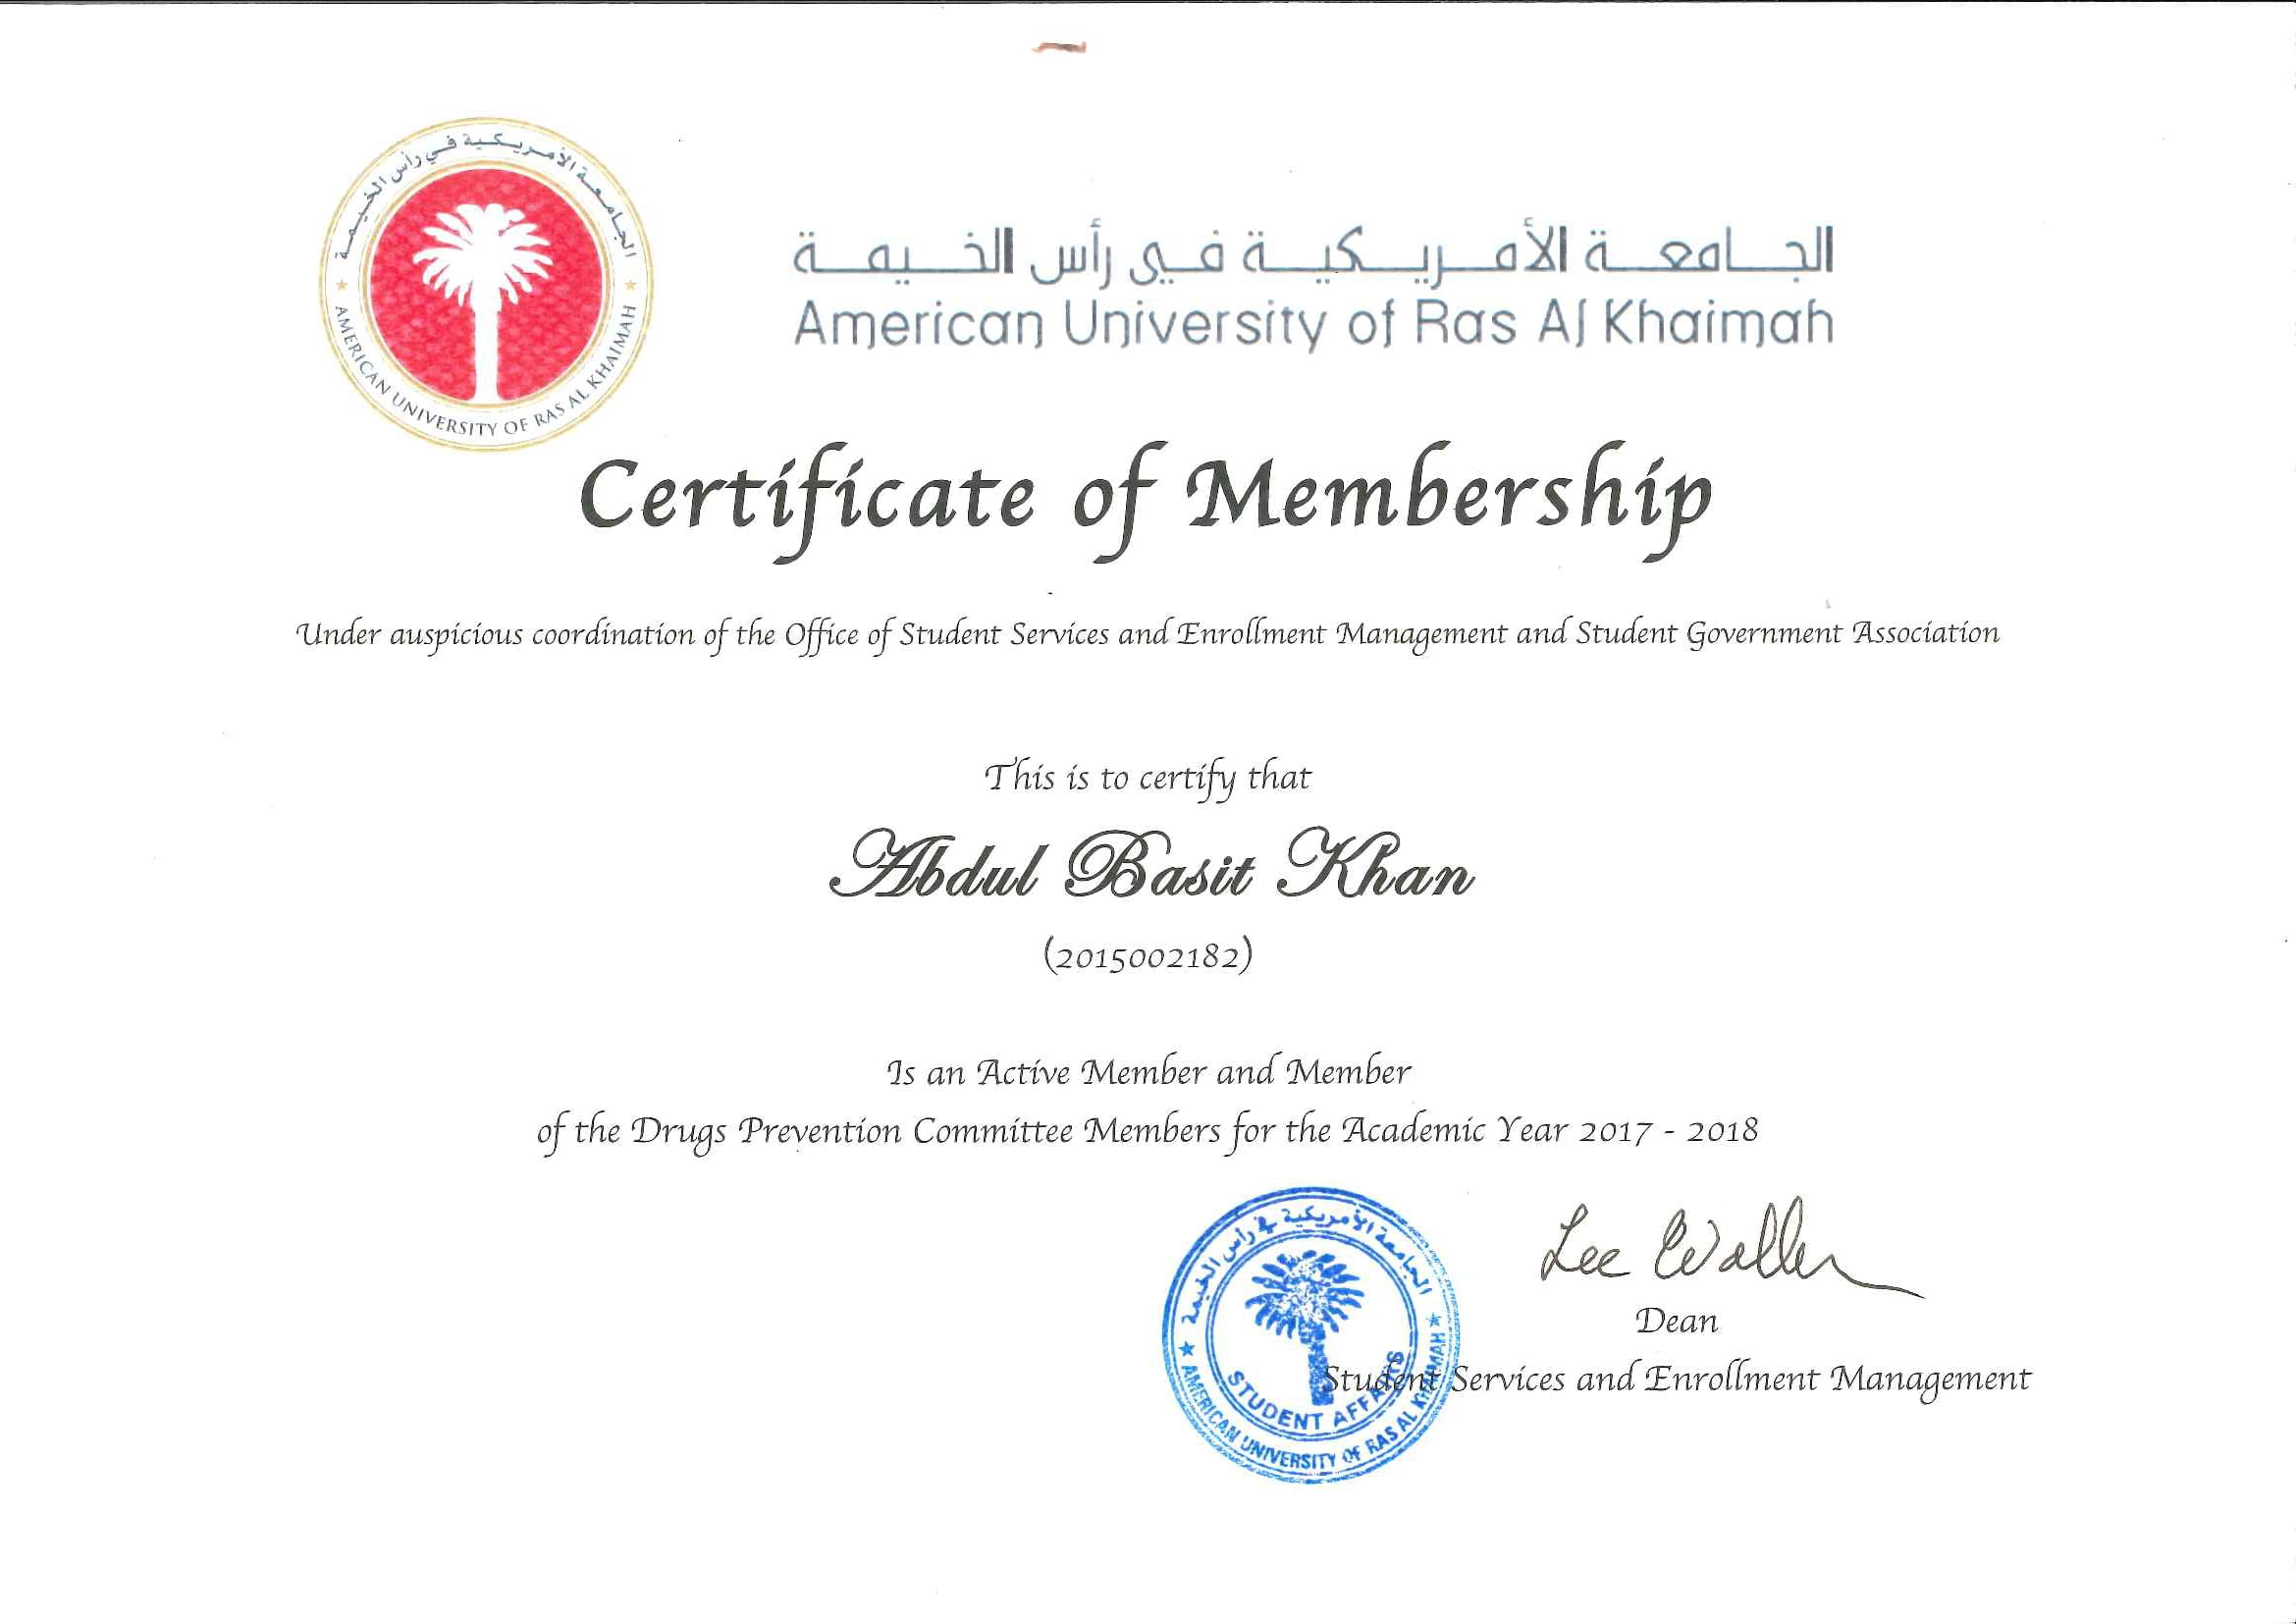 الجامعة الأمريكية في رأس الخيمة
AMERICAN UNIVERSITY OF RAS AL KHAIMAH
الجامعة الأمريكية في رأس الخيمة
American University of Ras Al Khaimah
Certificate of Membership
Under auspicious coordination of the Office of Student Services and Enrollment Management and Student Government Association
This is to certify that
Abdul Basit Khan
(2015002182)
Is an Active Member and Member
of the Drugs Prevention Committee Members for the Academic Year 2017 - 2018
Lee Waller
Dean
Student Services and Enrollment Management
الجامعة الأمريكية في رأس الخيمة
STUDENT AFFAIRS
AMERICAN UNIVERSITY OF RAS AL KHAIMAH